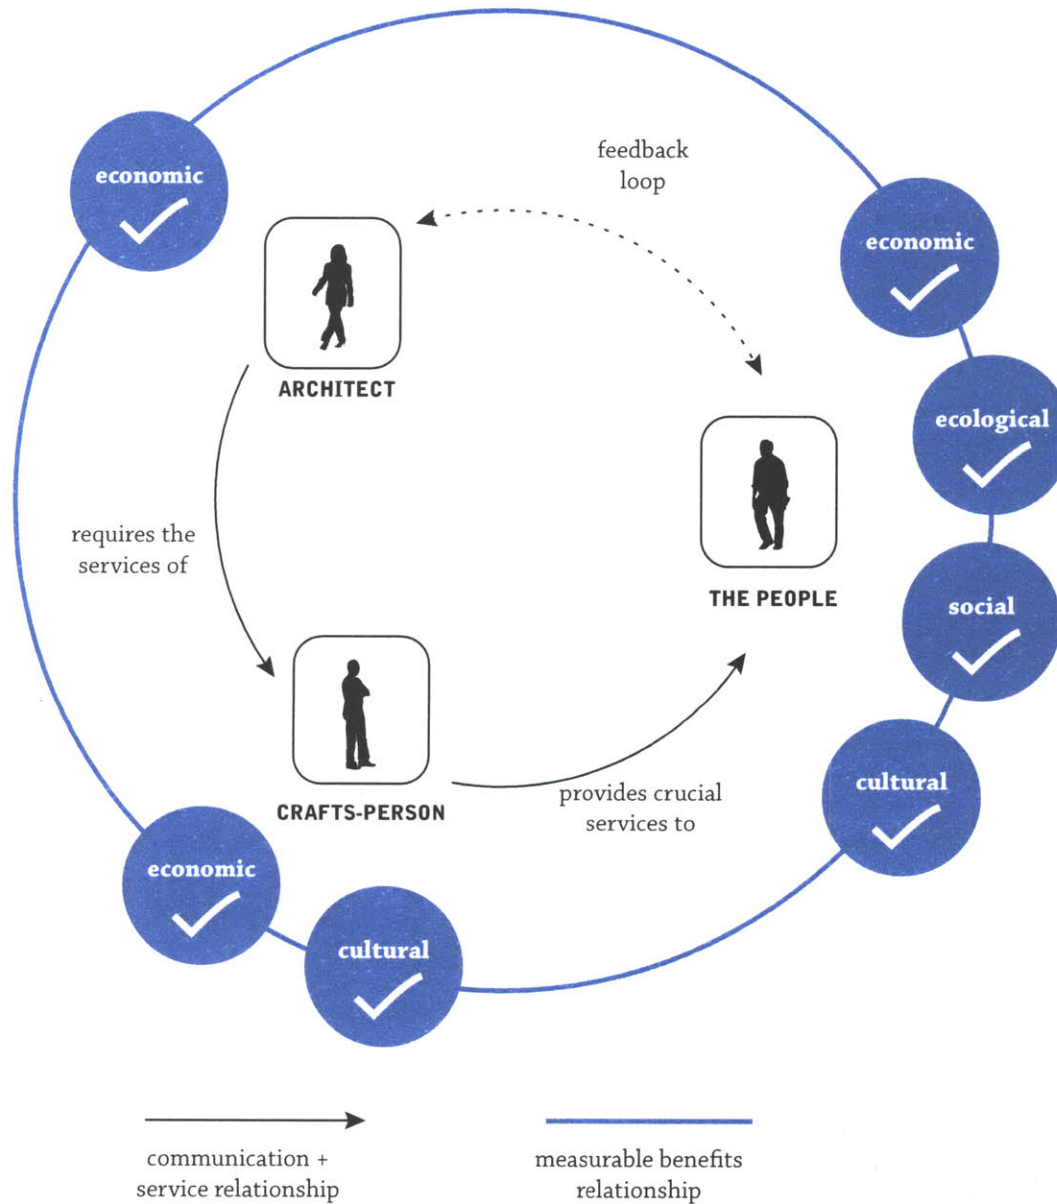 feedback
loop
economic
economic
ARCHITECT
ecological
requires the
services of
THE PEOPLE
social
CRAFTS-PERSON
provides crucial
services to
cultural
economic
cultural
communication +
service relationship
measurable benefits
relationship